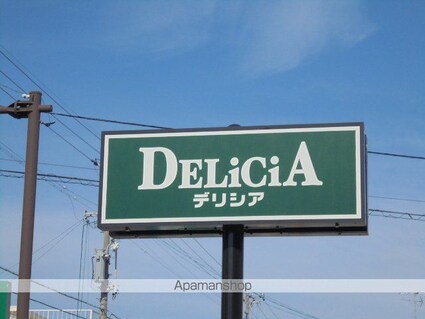 DELiCiA
デリシア
Apamanshop